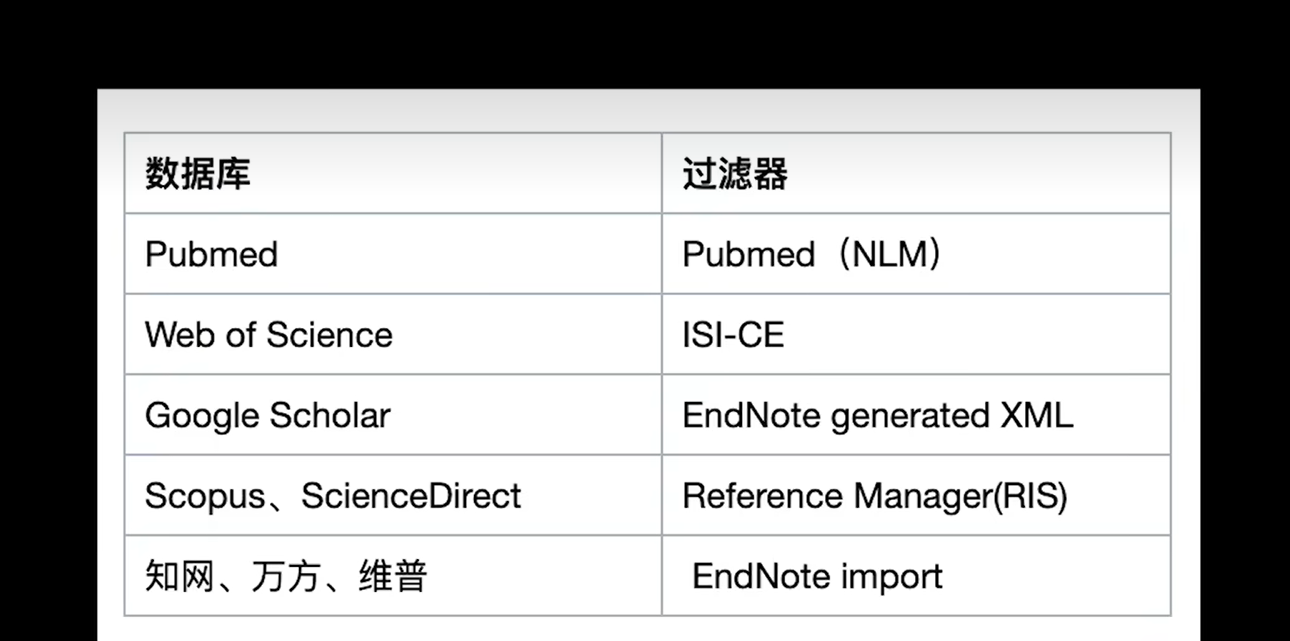 数据库 过滤器
Pubmed Pubmed（NLM）
Web of Science ISI-CE
Google Scholar EndNote generated XML
Scopus、ScienceDirect Reference Manager(RIS)
知网、万方、维普 EndNote import